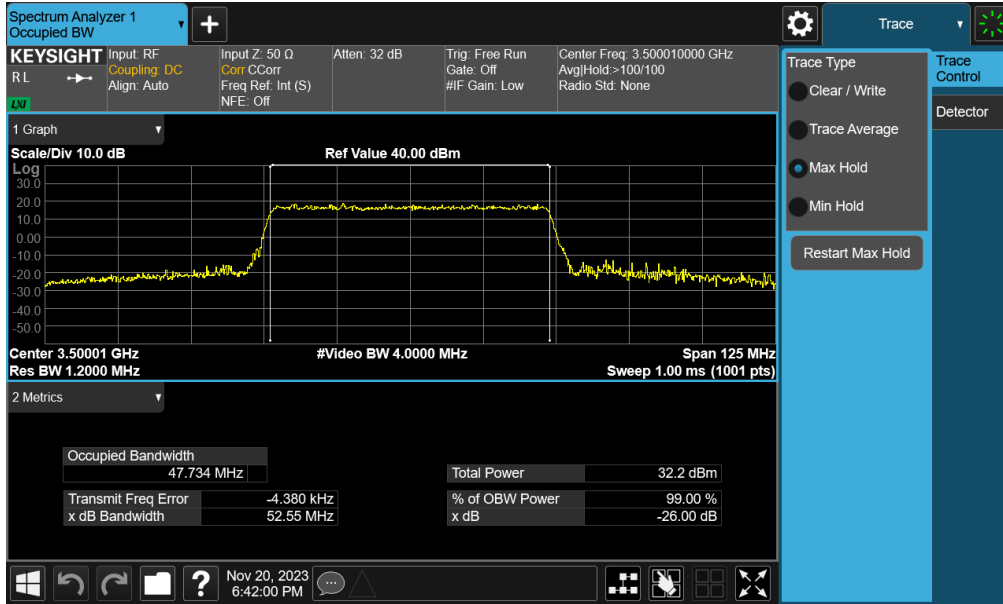 Spectrum Analyzer 1
Occupied BW
+
Trace
KEYSIGHT
R L
LXI
Input: RF
Coupling: DC
Align: Auto
Input Z: 50 Ω
Corr CCorr
Freq Ref: Int (S)
NFE: Off
Atten: 32 dB
Trig: Free Run
Gate: Off
#IF Gain: Low
Center Freq: 3.500010000 GHz
Avg|Hold:>100/100
Radio Std: None
Trace Type
Clear / Write
Trace Average
Max Hold
Min Hold
Restart Max Hold
Trace
Control
Detector
1 Graph
Scale/Div 10.0 dB
Ref Value 40.00 dBm
Log
30.0
20.0
10.0
0.00
-10.0
-20.0
-30.0
-40.0
-50.0
Center 3.50001 GHz
#Video BW 4.0000 MHz
Span 125 MHz
Res BW 1.2000 MHz
Sweep 1.00 ms (1001 pts)
2 Metrics
Occupied Bandwidth
47.734 MHz
Total Power 32.2 dBm
Transmit Freq Error -4.380 kHz
% of OBW Power 99.00 %
x dB Bandwidth 52.55 MHz
x dB -26.00 dB
?
Nov 20, 2023
6:42:00 PM